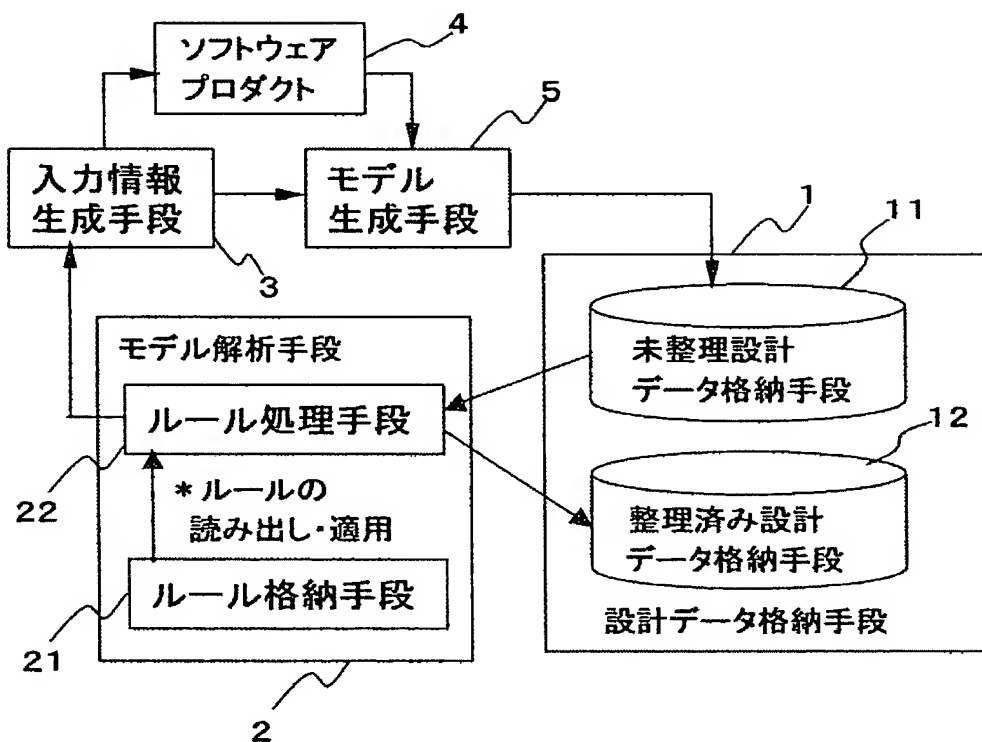 4
ソフトウェア
プロダクト
5
入力情報
生成手段
モデル
生成手段
3
1
11
モデル解析手段
未整理設計
データ格納手段
ルール処理手段
12
22
*ルールの
読み出し・適用
整理済み設計
データ格納手段
ルール格納手段
設計データ格納手段
21
2